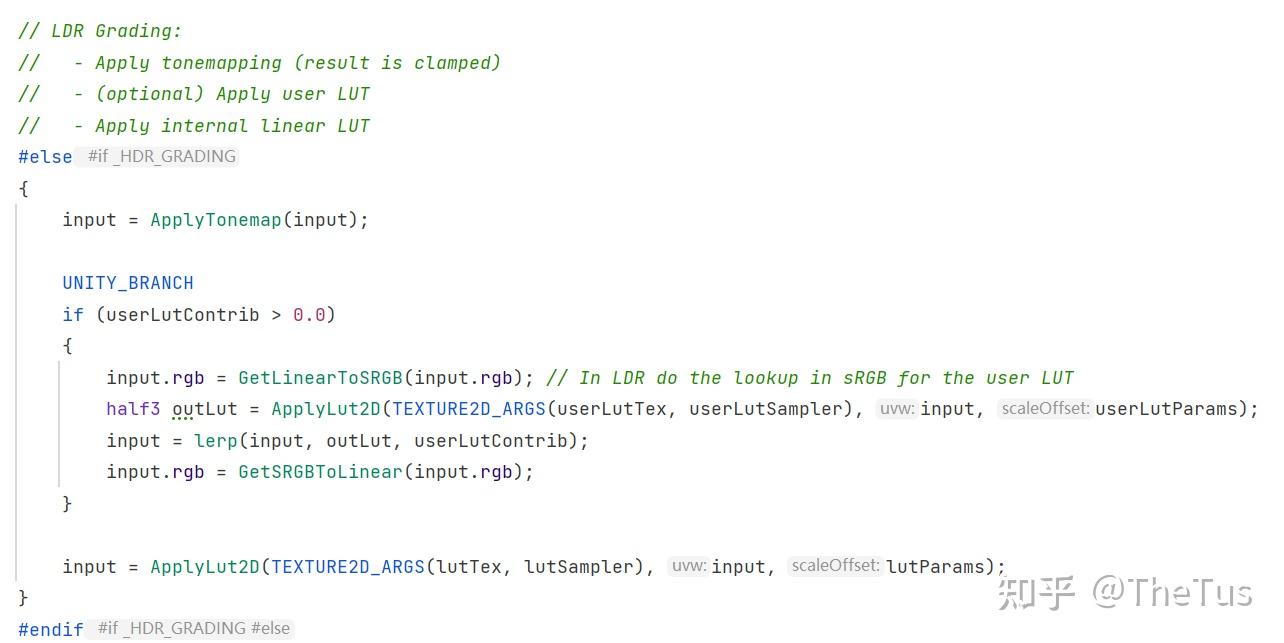 // LDR Grading:
//   - Apply tonemapping (result is clamped)
//   - (optional) Apply user LUT
//   - Apply internal linear LUT
#else #if _HDR_GRADING
{
    input = ApplyTonemap(input);
    UNITY_BRANCH
    if (userLutContrib > 0.0)
    {
        input.rgb = GetLinearToSRGB(input.rgb); // In LDR do the lookup in sRGB for the user LUT
        half3 outLut = ApplyLut2D(TEXTURE2D_ARGS(userLutTex, userLutSampler), uvw: input, scaleOffset: userLutParams);
        input = lerp(input, outLut, userLutContrib);
        input.rgb = GetSRGBToLinear(input.rgb);
    }
    input = ApplyLut2D(TEXTURE2D_ARGS(lutTex, lutSampler), uvw: input, scaleOffset: lutParams);
}
知乎 @TheTus
#endif #if _HDR_GRADING #else